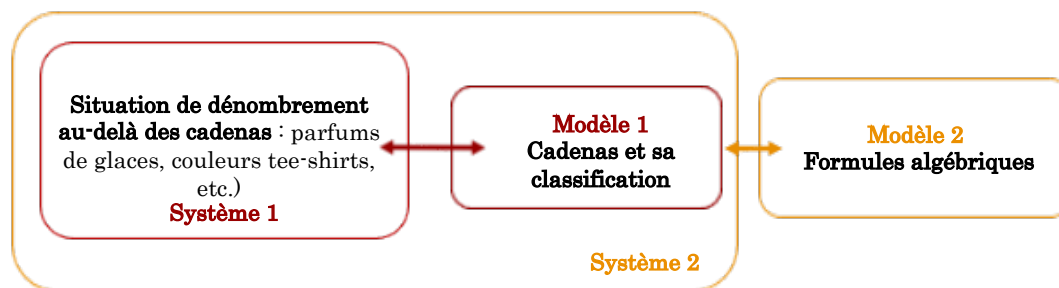 Situation de dénombrement
au-delà des cadenas : parfums
de glaces, couleurs tee-shirts,
etc.)
Système 1
Modèle 1
Cadenas et sa
classification
Système 2
Modèle 2
Formules algébriques